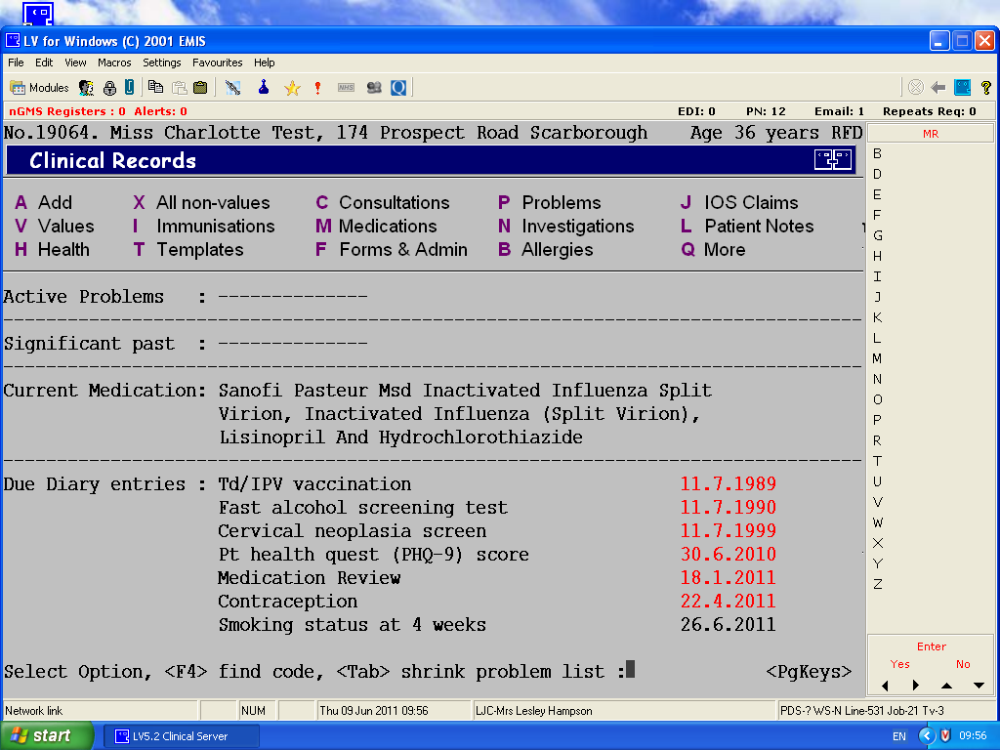 LV for Windows (C) 2001 EMIS
File Edit View Macros Settings Favourites Help
Modules NHS Q ?
nGMS Registers : 0 Alerts: 0 EDI: 0 PN: 12 Email: 1 Repeats Req: 0
No.19064. Miss Charlotte Test, 174 Prospect Road Scarborough Age 36 years RFD
MR
Clinical Records
A Add X All non-values C Consultations P Problems J IOS Claims
V Values I Immunisations M Medications N Investigations L Patient Notes
H Health T Templates F Forms & Admin B Allergies Q More
Active Problems : --------------
Significant past : --------------
Current Medication: Sanofi Pasteur Msd Inactivated Influenza Split
Virion, Inactivated Influenza (Split Virion),
Lisinopril And Hydrochlorothiazide
Due Diary entries : Td/IPV vaccination 11.7.1989
Fast alcohol screening test 11.7.1990
Cervical neoplasia screen 11.7.1999
Pt health quest (PHQ-9) score 30.6.2010
Medication Review 18.1.2011
Contraception 22.4.2011
Smoking status at 4 weeks 26.6.2011
Select Option, <F4> find code, <Tab> shrink problem list : <PgKeys>
B
D
E
F
G
H
I
J
K
L
M
N
O
P
R
T
U
V
W
X
Y
Z
Enter
Yes No
Network link NUM Thu 09 Jun 2011 09:56 LJC-Mrs Lesley Hampson PDS-? WS-N Line-531 Job-21 Tv-3
start LV5.2 Clinical Server EN 09:56